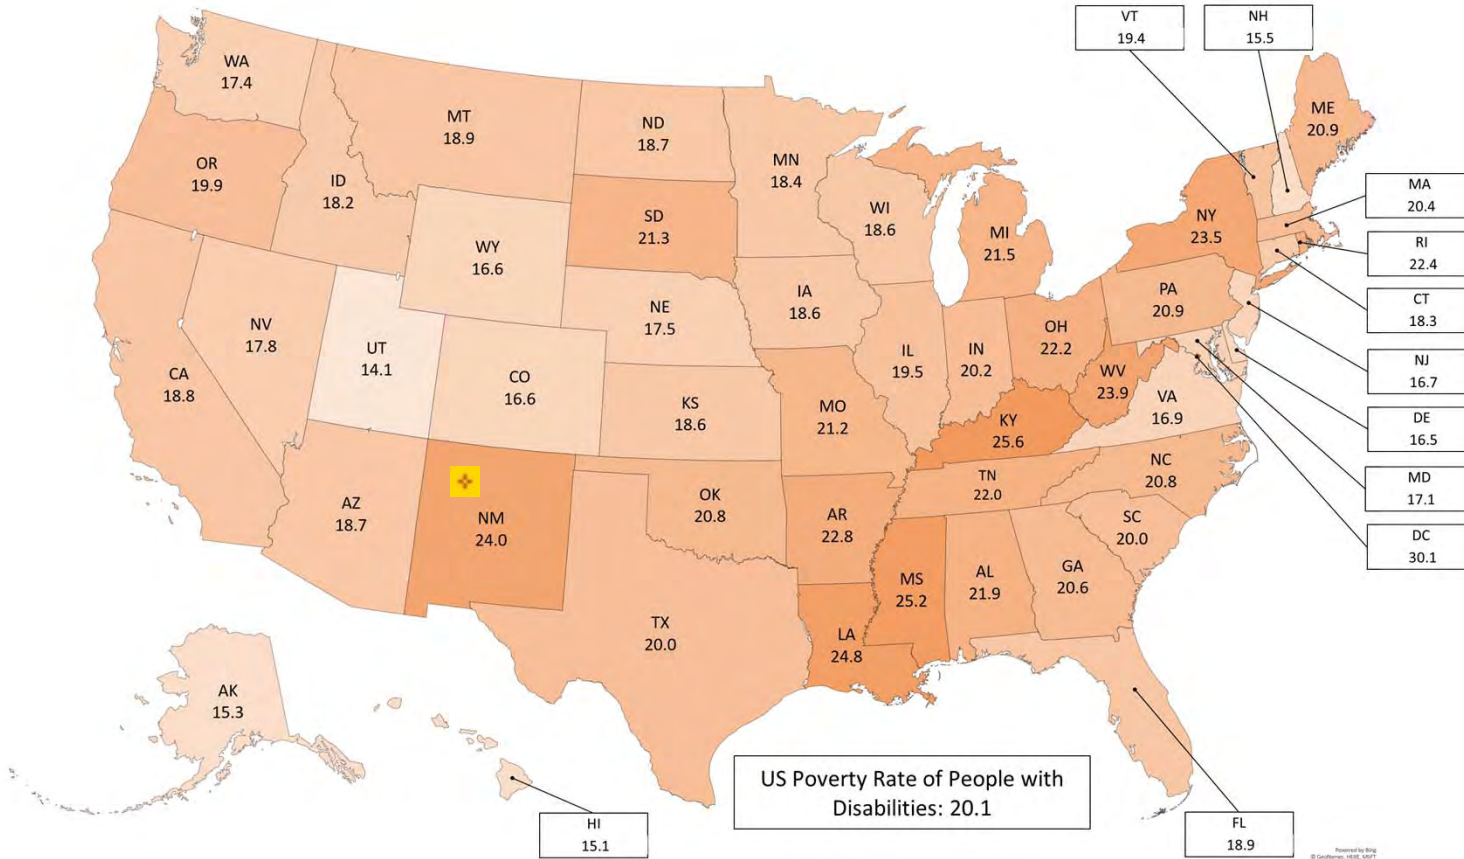 VT
19.4
NH
15.5
WA
17.4
MT
18.9
ND
18.7
MN
18.4
ME
20.9
OR
19.9
ID
18.2
SD
21.3
WI
18.6
MI
21.5
NY
23.5
MA
20.4
WY
16.6
RI
22.4
IA
18.6
PA
20.9
NE
17.5
CT
18.3
NV
17.8
UT
14.1
OH
22.2
IL
19.5
IN
20.2
NJ
16.7
CA
18.8
CO
16.6
WV
23.9
VA
16.9
KS
18.6
MO
21.2
KY
25.6
DE
16.5
NC
20.8
TN
22.0
MD
17.1
AZ
18.7
NM
24.0
OK
20.8
AR
22.8
SC
20.0
DC
30.1
MS
25.2
AL
21.9
GA
20.6
TX
20.0
LA
24.8
AK
15.3
US Poverty Rate of People with
Disabilities: 20.1
HI
15.1
FL
18.9
Powered by Bing
© GeoNames, HERE, MSFT